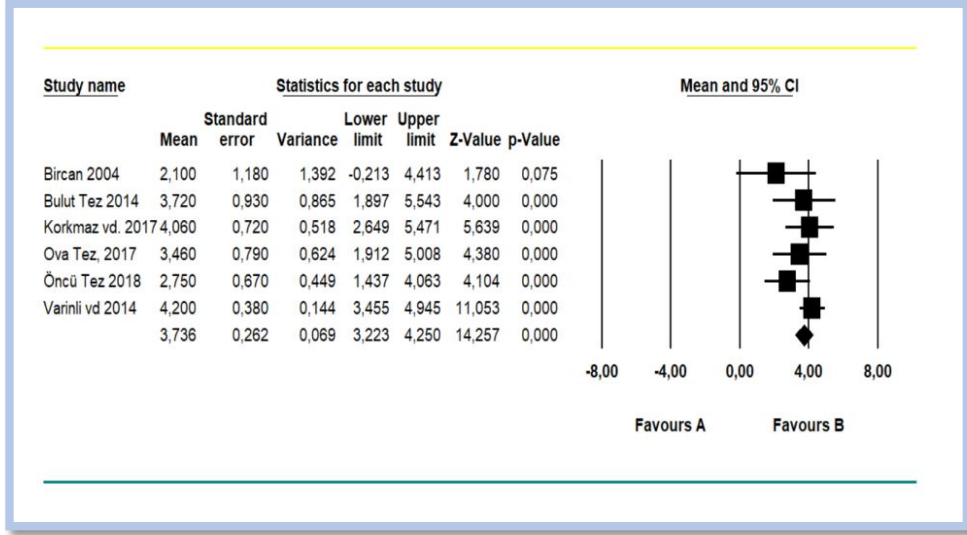 Study name Statistics for each study Mean and 95% CI
Standard Lower Upper
Mean error Variance limit limit Z-Value p-Value
Bircan 2004 2,100 1,180 1,392 -0,213 4,413 1,780 0,075
Bulut Tez 2014 3,720 0,930 0,865 1,897 5,543 4,000 0,000
Korkmaz vd. 2017 4,060 0,720 0,518 2,649 5,471 5,639 0,000
Ova Tez, 2017 3,460 0,790 0,624 1,912 5,008 4,380 0,000
Öncü Tez 2018 2,750 0,670 0,449 1,437 4,063 4,104 0,000
Varinli vd 2014 4,200 0,380 0,144 3,455 4,945 11,053 0,000
3,736 0,262 0,069 3,223 4,250 14,257 0,000
-8,00 -4,00 0,00 4,00 8,00
Favours A Favours B